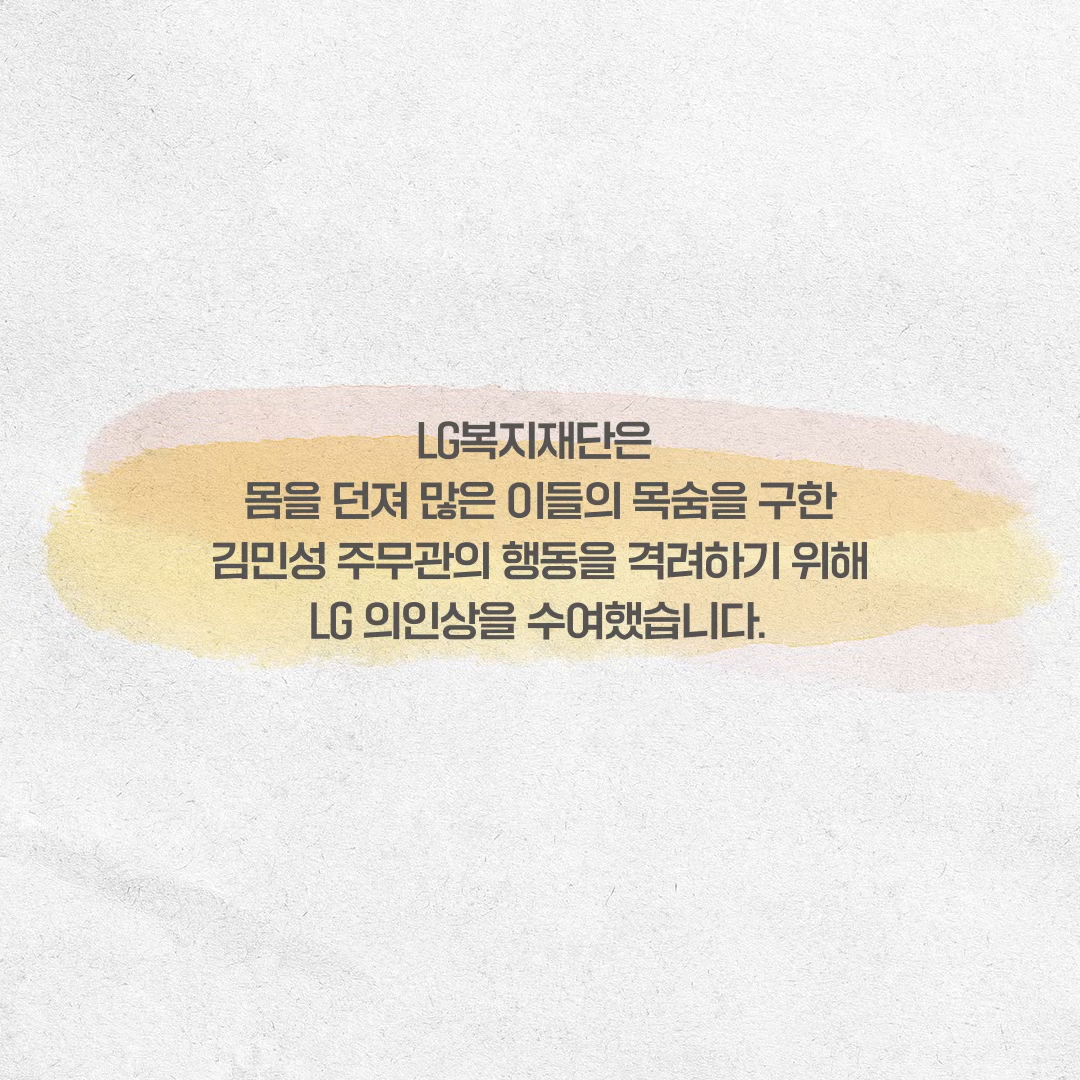 LG복지재단은
몸을 던져 많은 이들의 목숨을 구한
김민성 주무관의 행동을 격려하기 위해
LG 의인상을 수여했습니다.